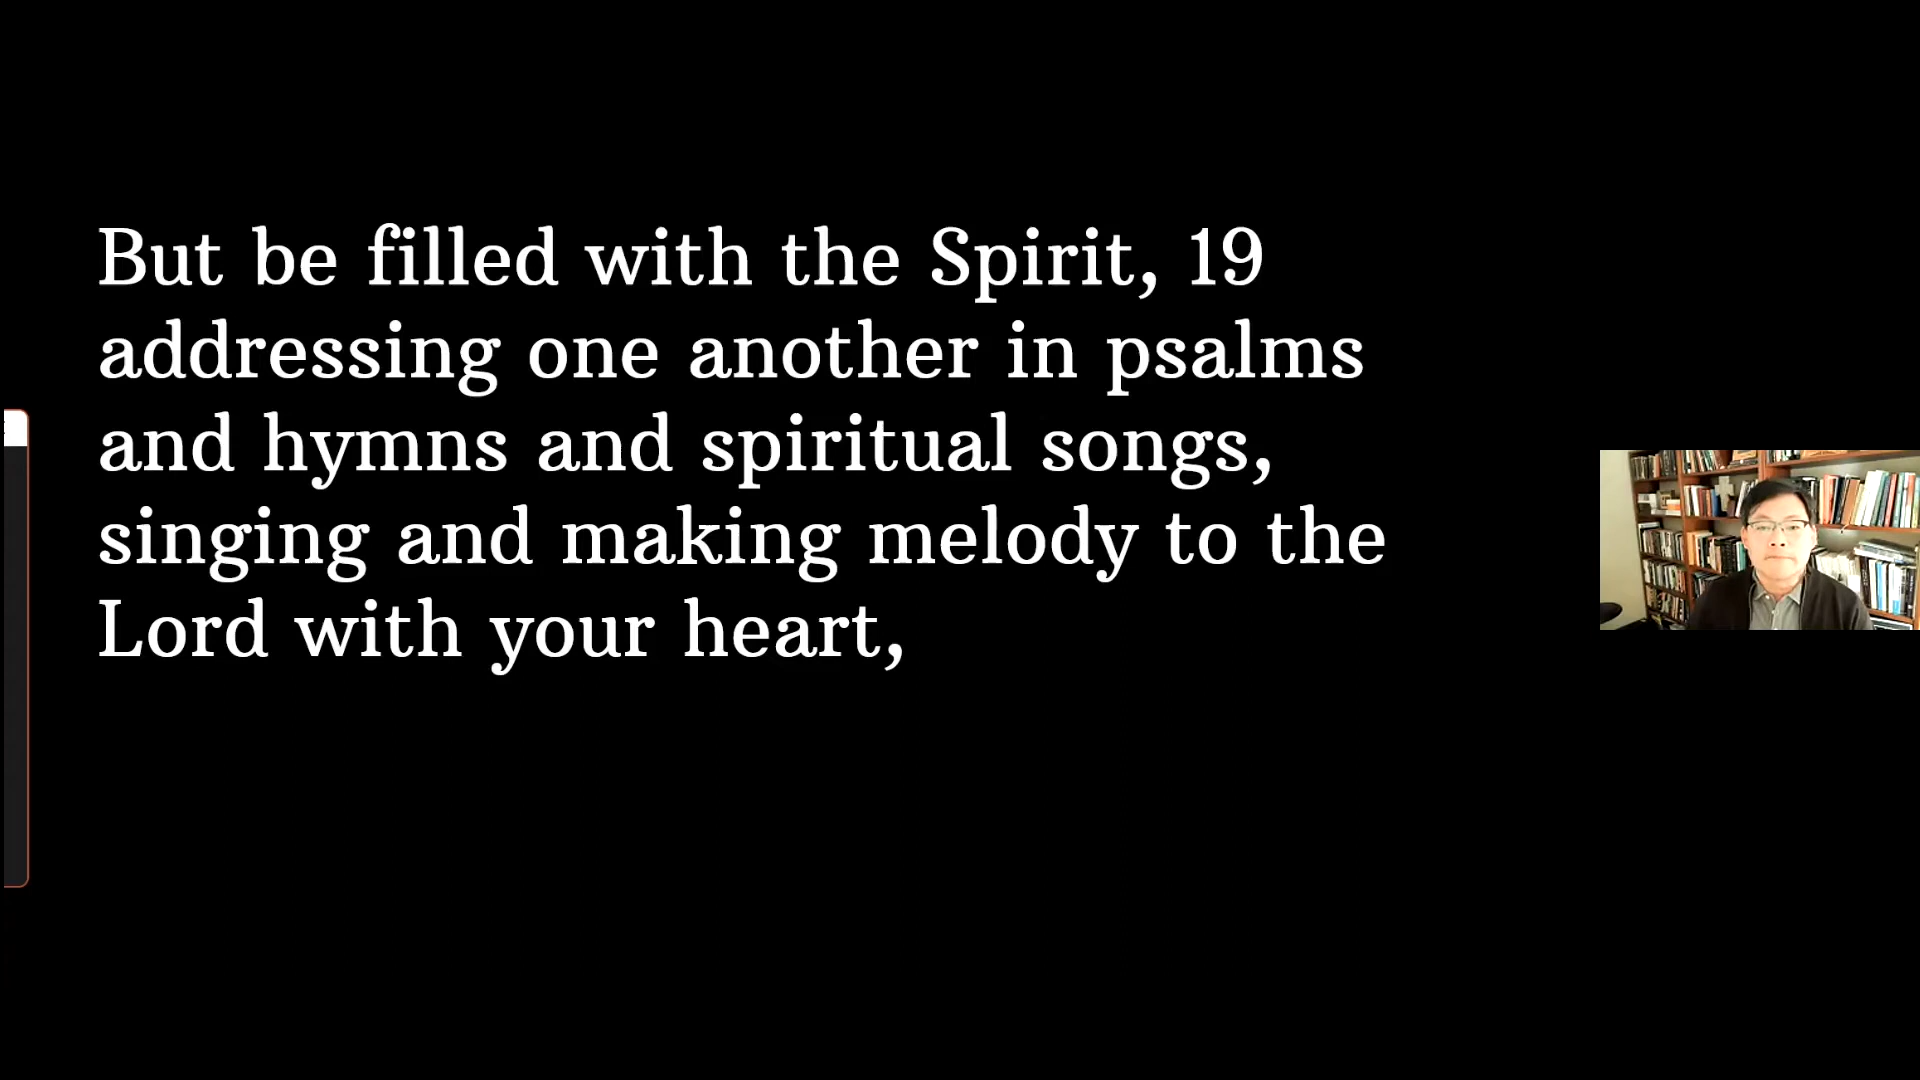 But be filled with the Spirit, 19
addressing one another in psalms
and hymns and spiritual songs,
singing and making melody to the
Lord with your heart,